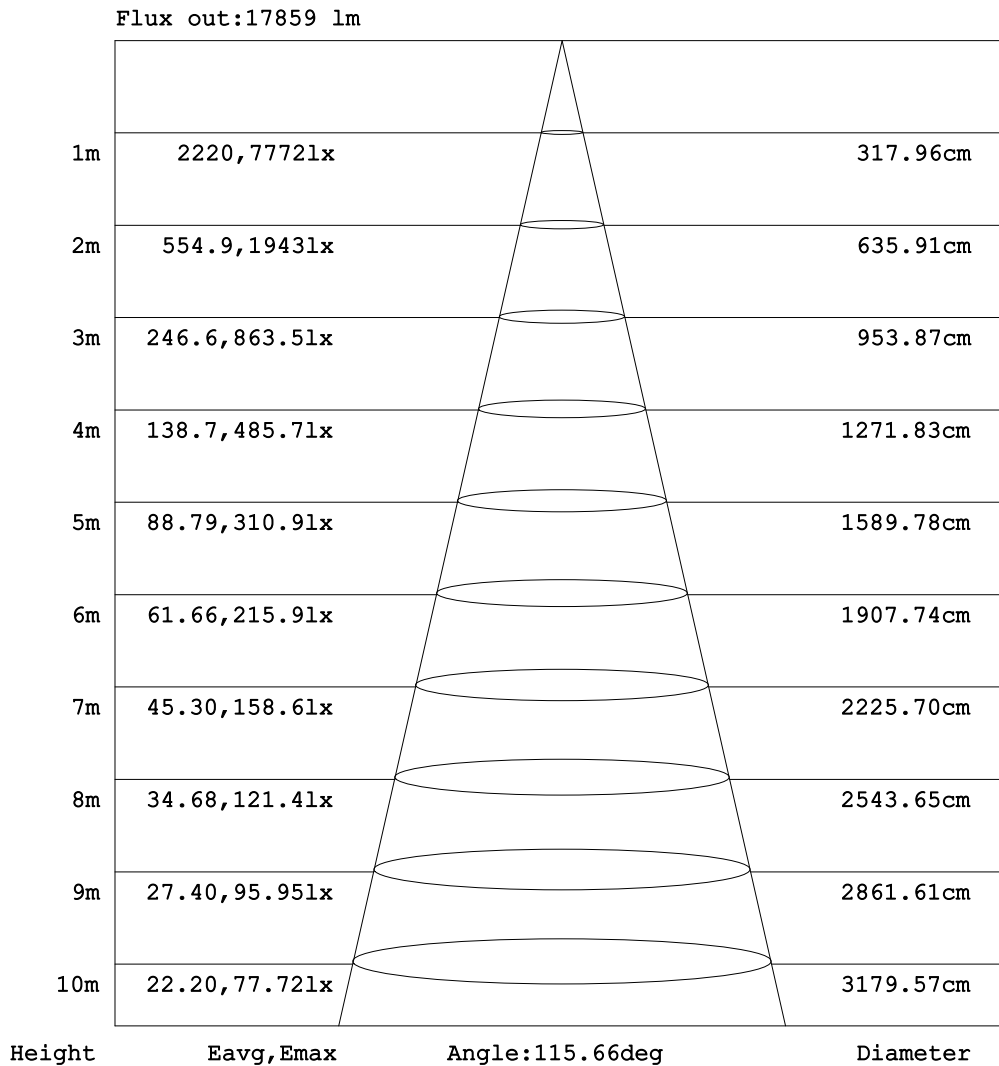 Flux out:17859 lm
1m 2220,7772lx 317.96cm
2m 554.9,1943lx 635.91cm
3m 246.6,863.5lx 953.87cm
4m 138.7,485.7lx 1271.83cm
5m 88.79,310.9lx 1589.78cm
6m 61.66,215.9lx 1907.74cm
7m 45.30,158.6lx 2225.70cm
8m 34.68,121.4lx 2543.65cm
9m 27.40,95.95lx 2861.61cm
10m 22.20,77.72lx 3179.57cm
Height Eavg,Emax Angle:115.66deg Diameter